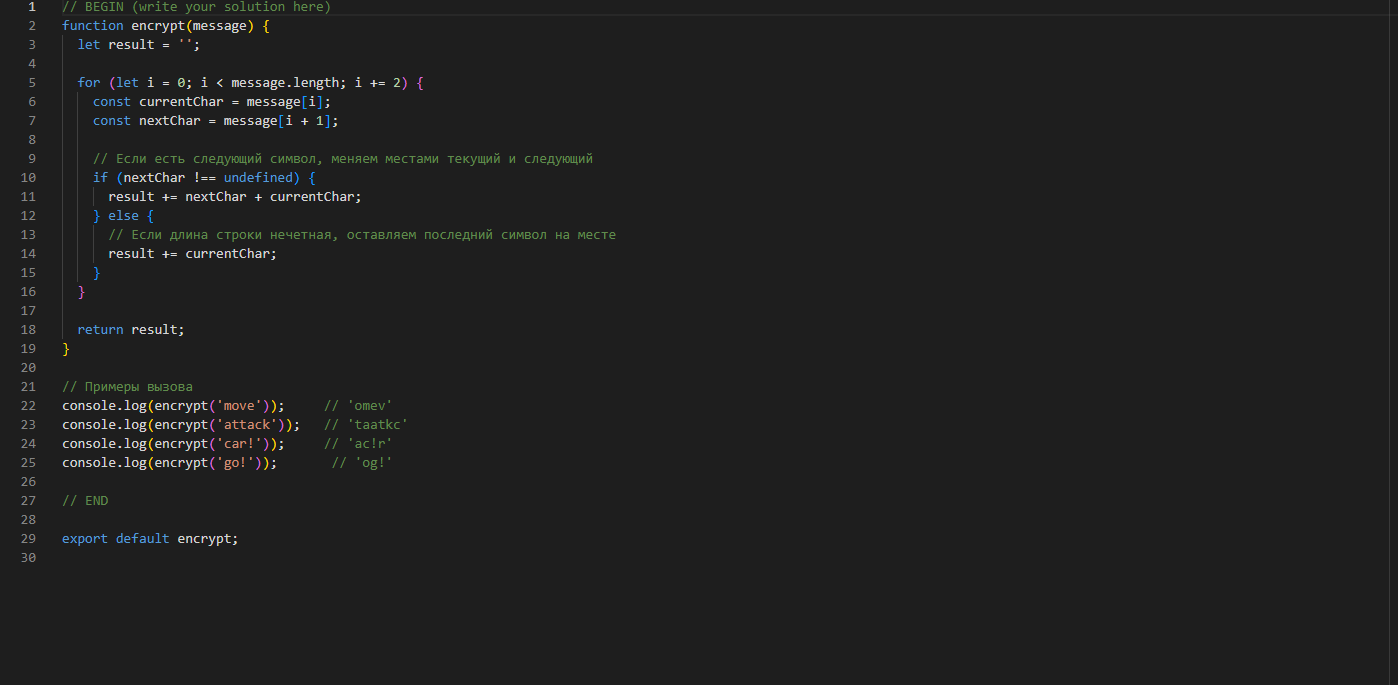 1 // BEGIN (write your solution here)
2 function encrypt(message) {
3   let result = '';
4
5   for (let i = 0; i < message.length; i += 2) {
6     const currentChar = message[i];
7     const nextChar = message[i + 1];
8
9     // Если есть следующий символ, меняем местами текущий и следующий
10     if (nextChar !== undefined) {
11       result += nextChar + currentChar;
12     } else {
13       // Если длина строки нечетная, оставляем последний символ на месте
14       result += currentChar;
15     }
16   }
17
18   return result;
19 }
20
21 // Примеры вызова
22 console.log(encrypt('move'));     // 'omev'
23 console.log(encrypt('attack'));   // 'taatkc'
24 console.log(encrypt('car!'));     // 'ac!r'
25 console.log(encrypt('go!'));       // 'og!'
26
27 // END
28
29 export default encrypt;
30